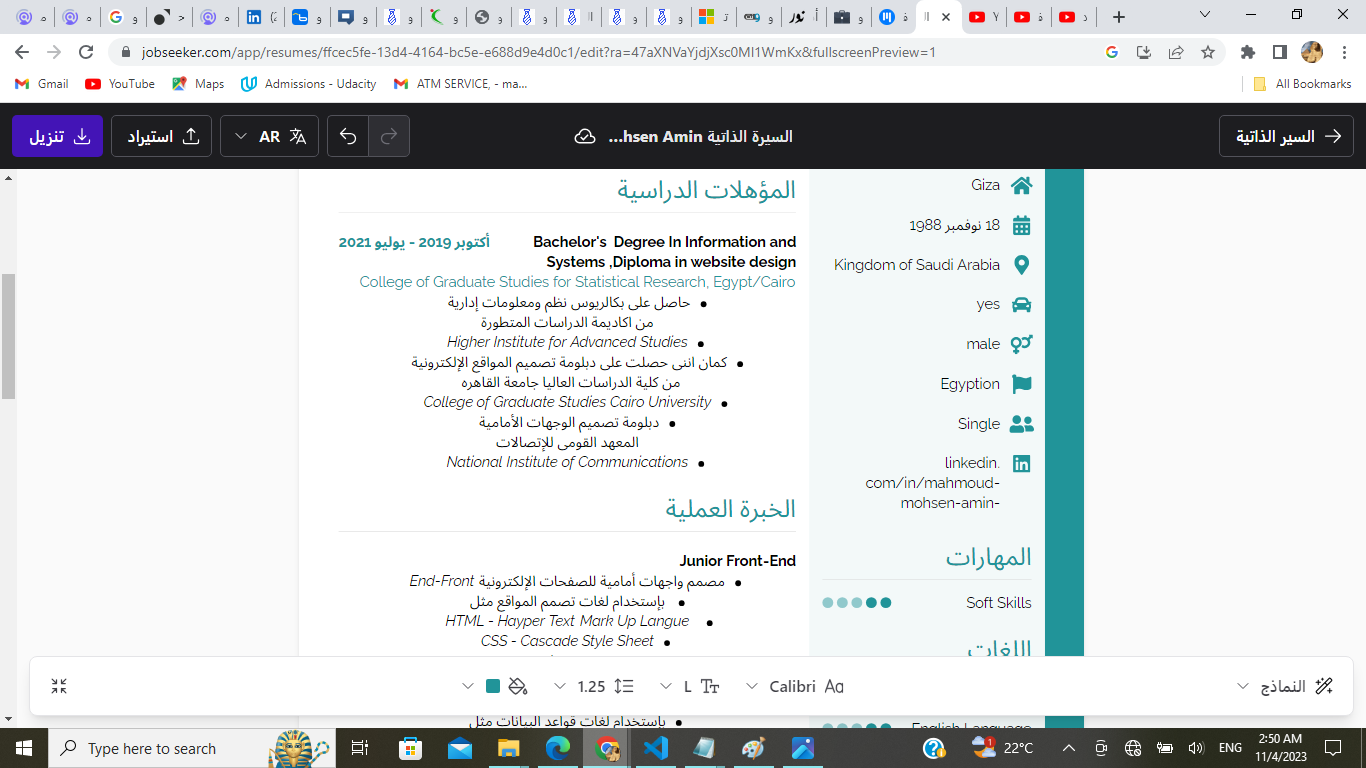 jobseeker.com/app/resumes/ffcec5fe-13d4-4164-bc5e-e688d9e4d0c1/edit?ra=47aXNVaYjdjXsc0Ml1WmKx&fullscreenPreview=1
Gmail
YouTube
Maps
Admissions - Udacity
ATM SERVICE, - ma...
All Bookmarks
السير الذاتية
السيرة الذاتية hsen Amin...
AR
استيراد
تنزيل
Giza
18 نوفمبر 1988
Kingdom of Saudi Arabia
yes
male
Egyption
Single
linkedin.
com/in/mahmoud-
mohsen-amin-
المهارات
Soft Skills
اللغات
English Language
المؤهلات الدراسية
Bachelor's Degree In Information and
Systems ,Diploma in website design
أكتوبر 2019 - يوليو 2021
College of Graduate Studies for Statistical Research, Egypt/Cairo
حاصل على بكالريوس نظم ومعلومات إدارية
من اكاديمة الدراسات المتطورة
Higher Institute for Advanced Studies
كمان اننى حصلت على دبلومة تصميم المواقع الإلكترونية
من كلية الدراسات العاليا جامعة القاهره
College of Graduate Studies Cairo University
دبلومة تصميم الوجهات الأمامية
المعهد القومى للإتصالات
National Institute of Communications
الخبرة العملية
Junior Front-End
مصمم واجهات أمامية للصفحات الإلكترونية End-Front
بإستخدام لغات تصمم المواقع مثل
HTML - Hayper Text Mark Up Langue
CSS - Cascade Style Sheet
النماذج
Calibri
L
1.25
باستخدام لغات قواعد البيانات مثل
Type here to search
22°C
ENG
2:50 AM
11/4/2023